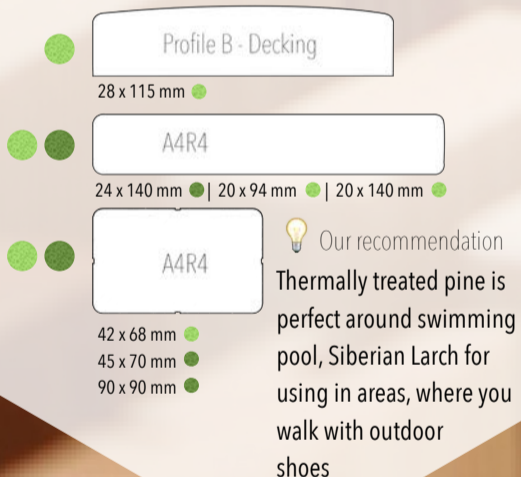 Profile B - Decking
28 x 115 mm
A4R4
24 x 140 mm | 20 x 94 mm | 20 x 140 mm
A4R4
42 x 68 mm
45 x 70 mm
90 x 90 mm
Our recommendation
Thermally treated pine is
perfect around swimming
pool, Siberian Larch for
using in areas, where you
walk with outdoor
shoes